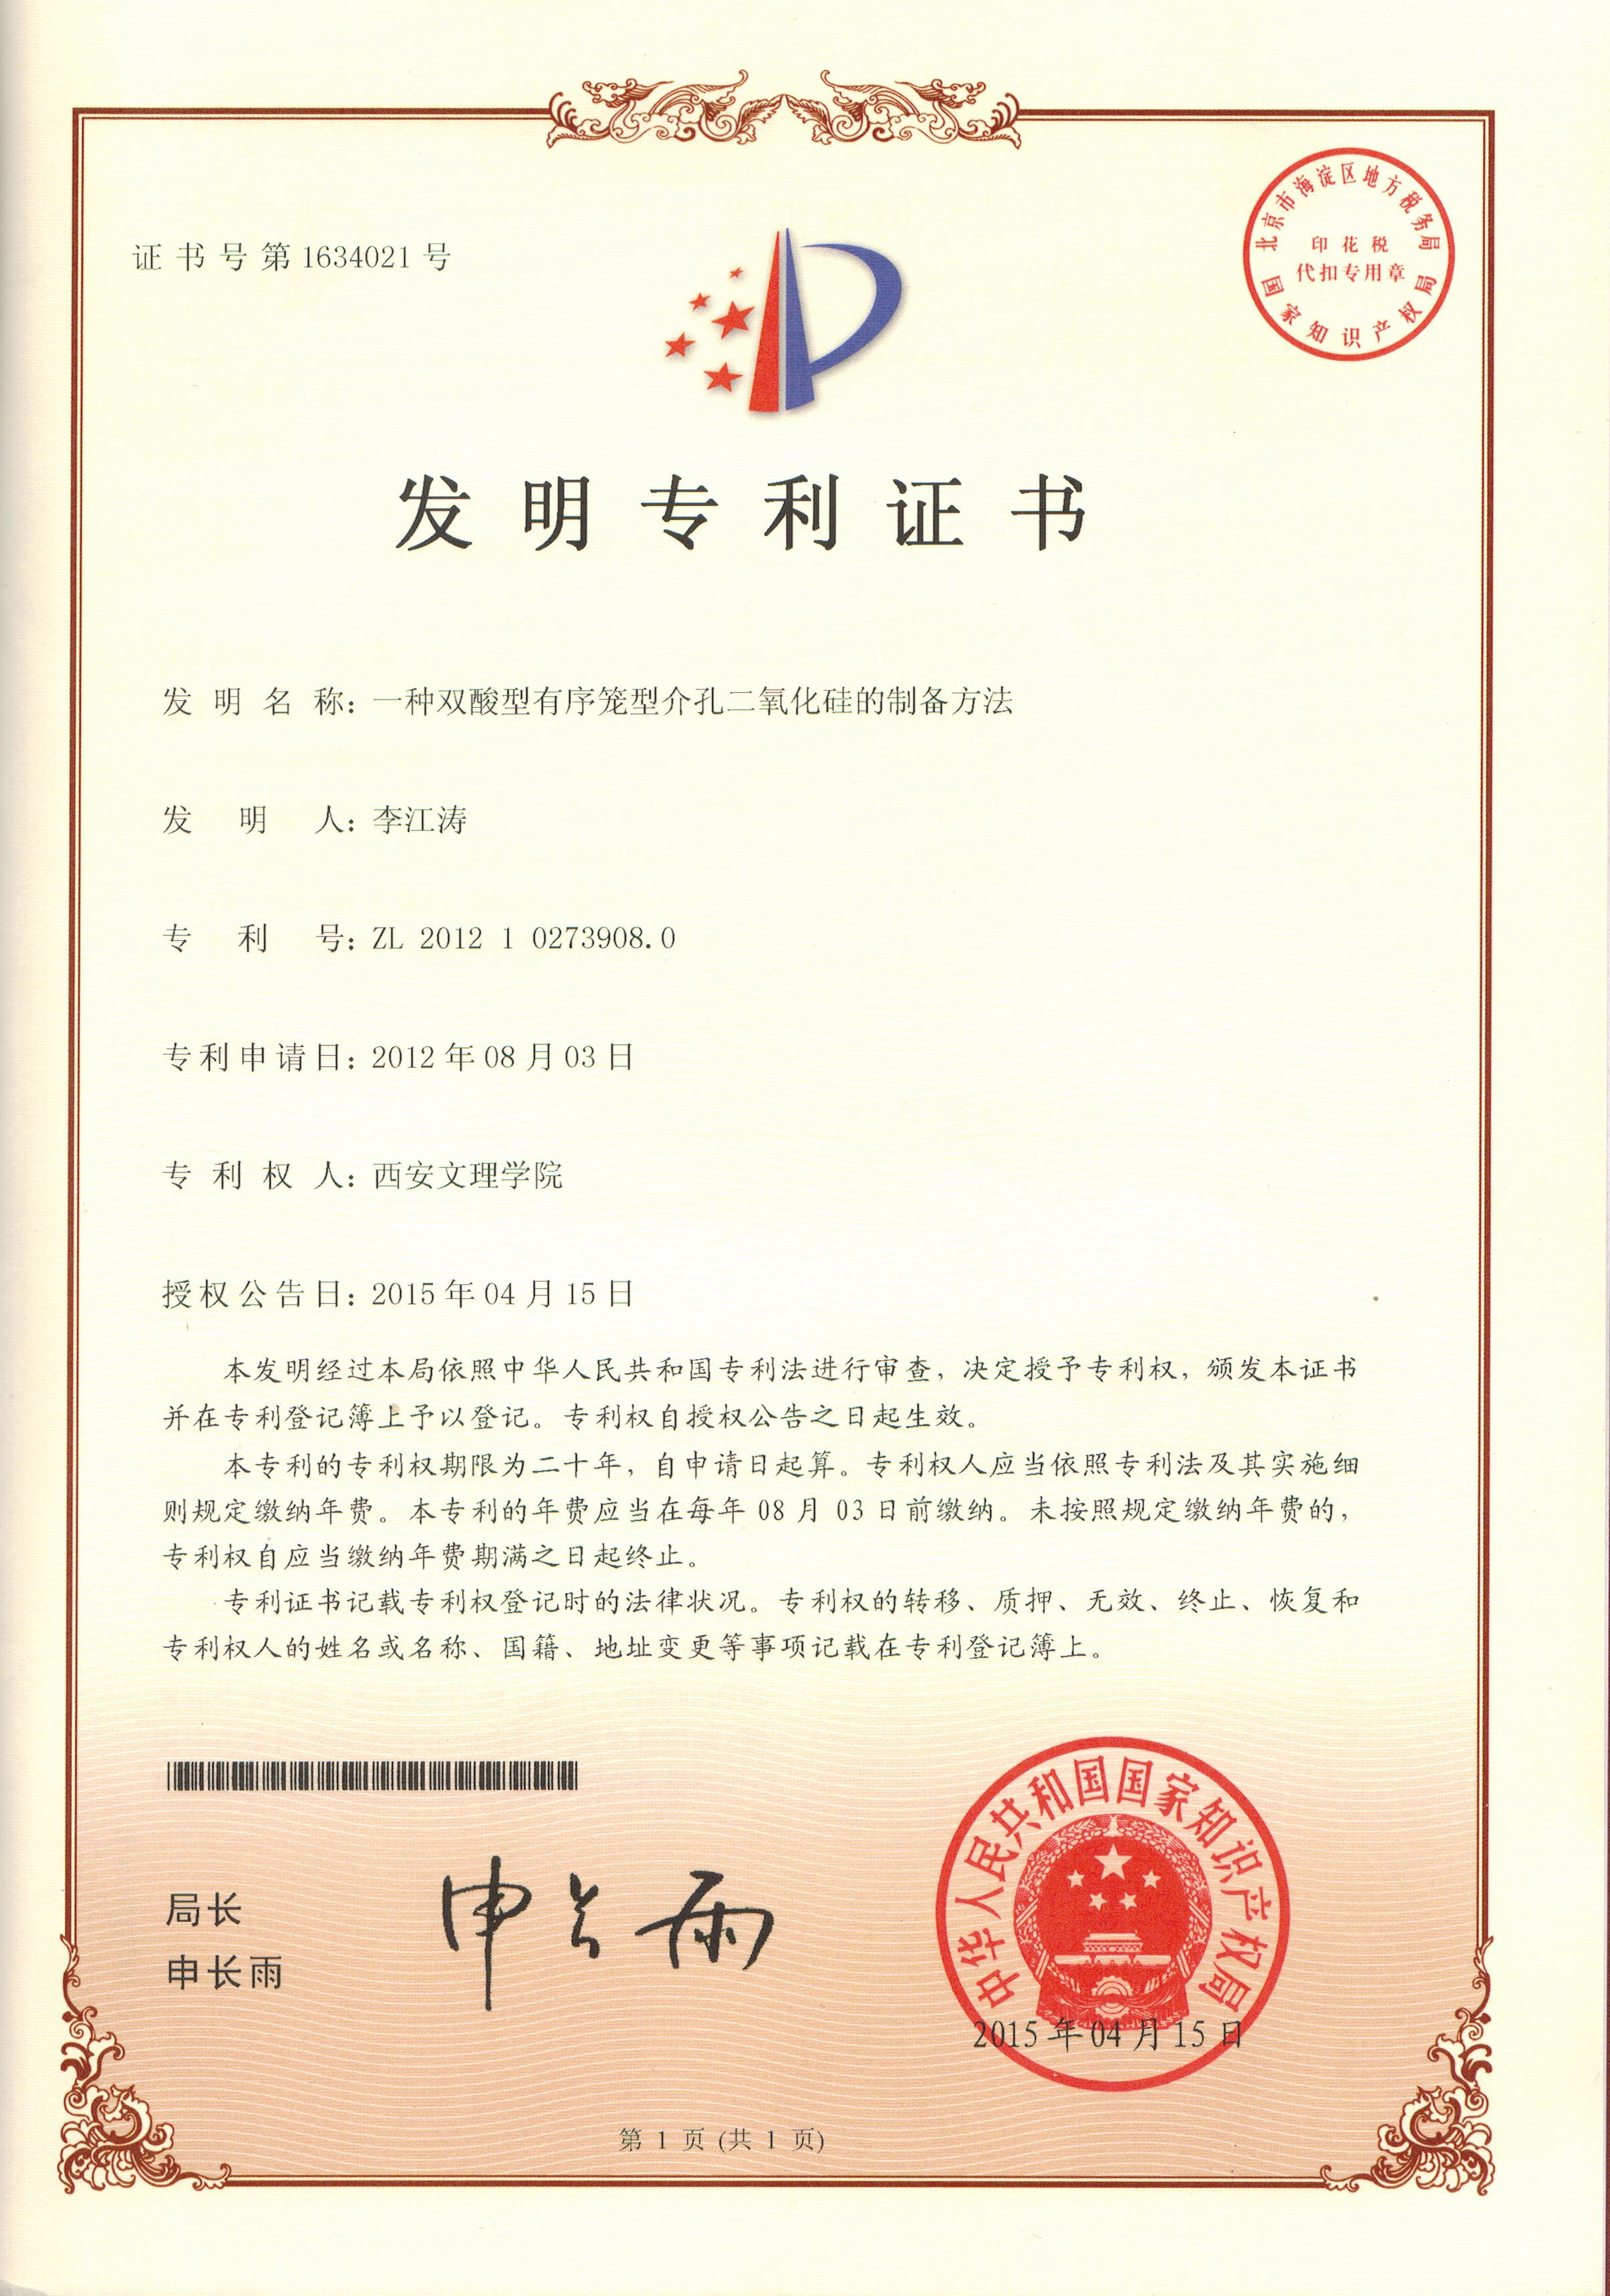 证书号第1634021号
北京市海淀区地方税务局
印花税
代扣专用章
国家知识产权局
发明专利证书
发明名称：一种双酸型有序笼型介孔二氧化硅的制备方法
发明人：李江涛
专利号：ZL 2012 1 0273908.0
专利申请日：2012年08月03日
专利权人：西安文理学院
授权公告日：2015年04月15日
本发明经过本局依照中华人民共和国专利法进行审查，决定授予专利权，颁发本证书
并在专利登记簿上予以登记。专利权自授权公告之日起生效。
本专利的专利权期限为二十年，自申请日起算。专利权人应当依照专利法及其实施细
则规定缴纳年费。本专利的年费应当在每年08月03日前缴纳。未按照规定缴纳年费的，
专利权自应当缴纳年费期满之日起终止。
专利证书记载专利权登记时的法律状况。专利权的转移、质押、无效、终止、恢复和
专利权人的姓名或名称、国籍、地址变更等事项记载在专利登记簿上。
局长
申长雨
申长雨
中华人民共和国国家知识产权局
2015年04月15日
第 1 页 (共 1 页)